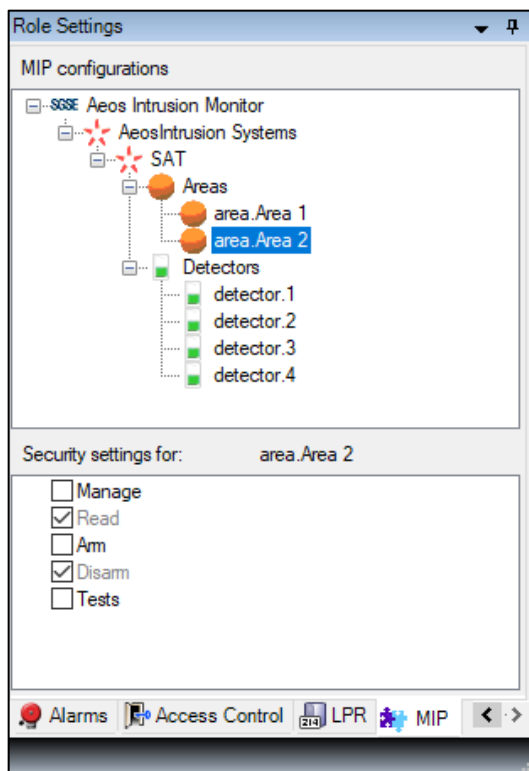 Role Settings
MIP configurations
SGSE Aeos Intrusion Monitor
AeosIntrusion Systems
SAT
Areas
area.Area 1
area.Area 2
Detectors
detector.1
detector.2
detector.3
detector.4
Security settings for: area.Area 2
Manage
Read
Arm
Disarm
Tests
Alarms Access Control 214 LPR MIP